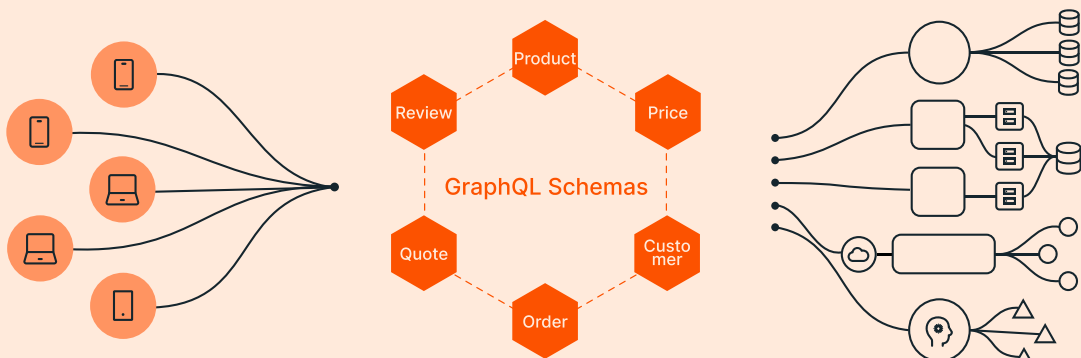 Product
Review
Price
GraphQL Schemas
Quote
Custo
mer
Order